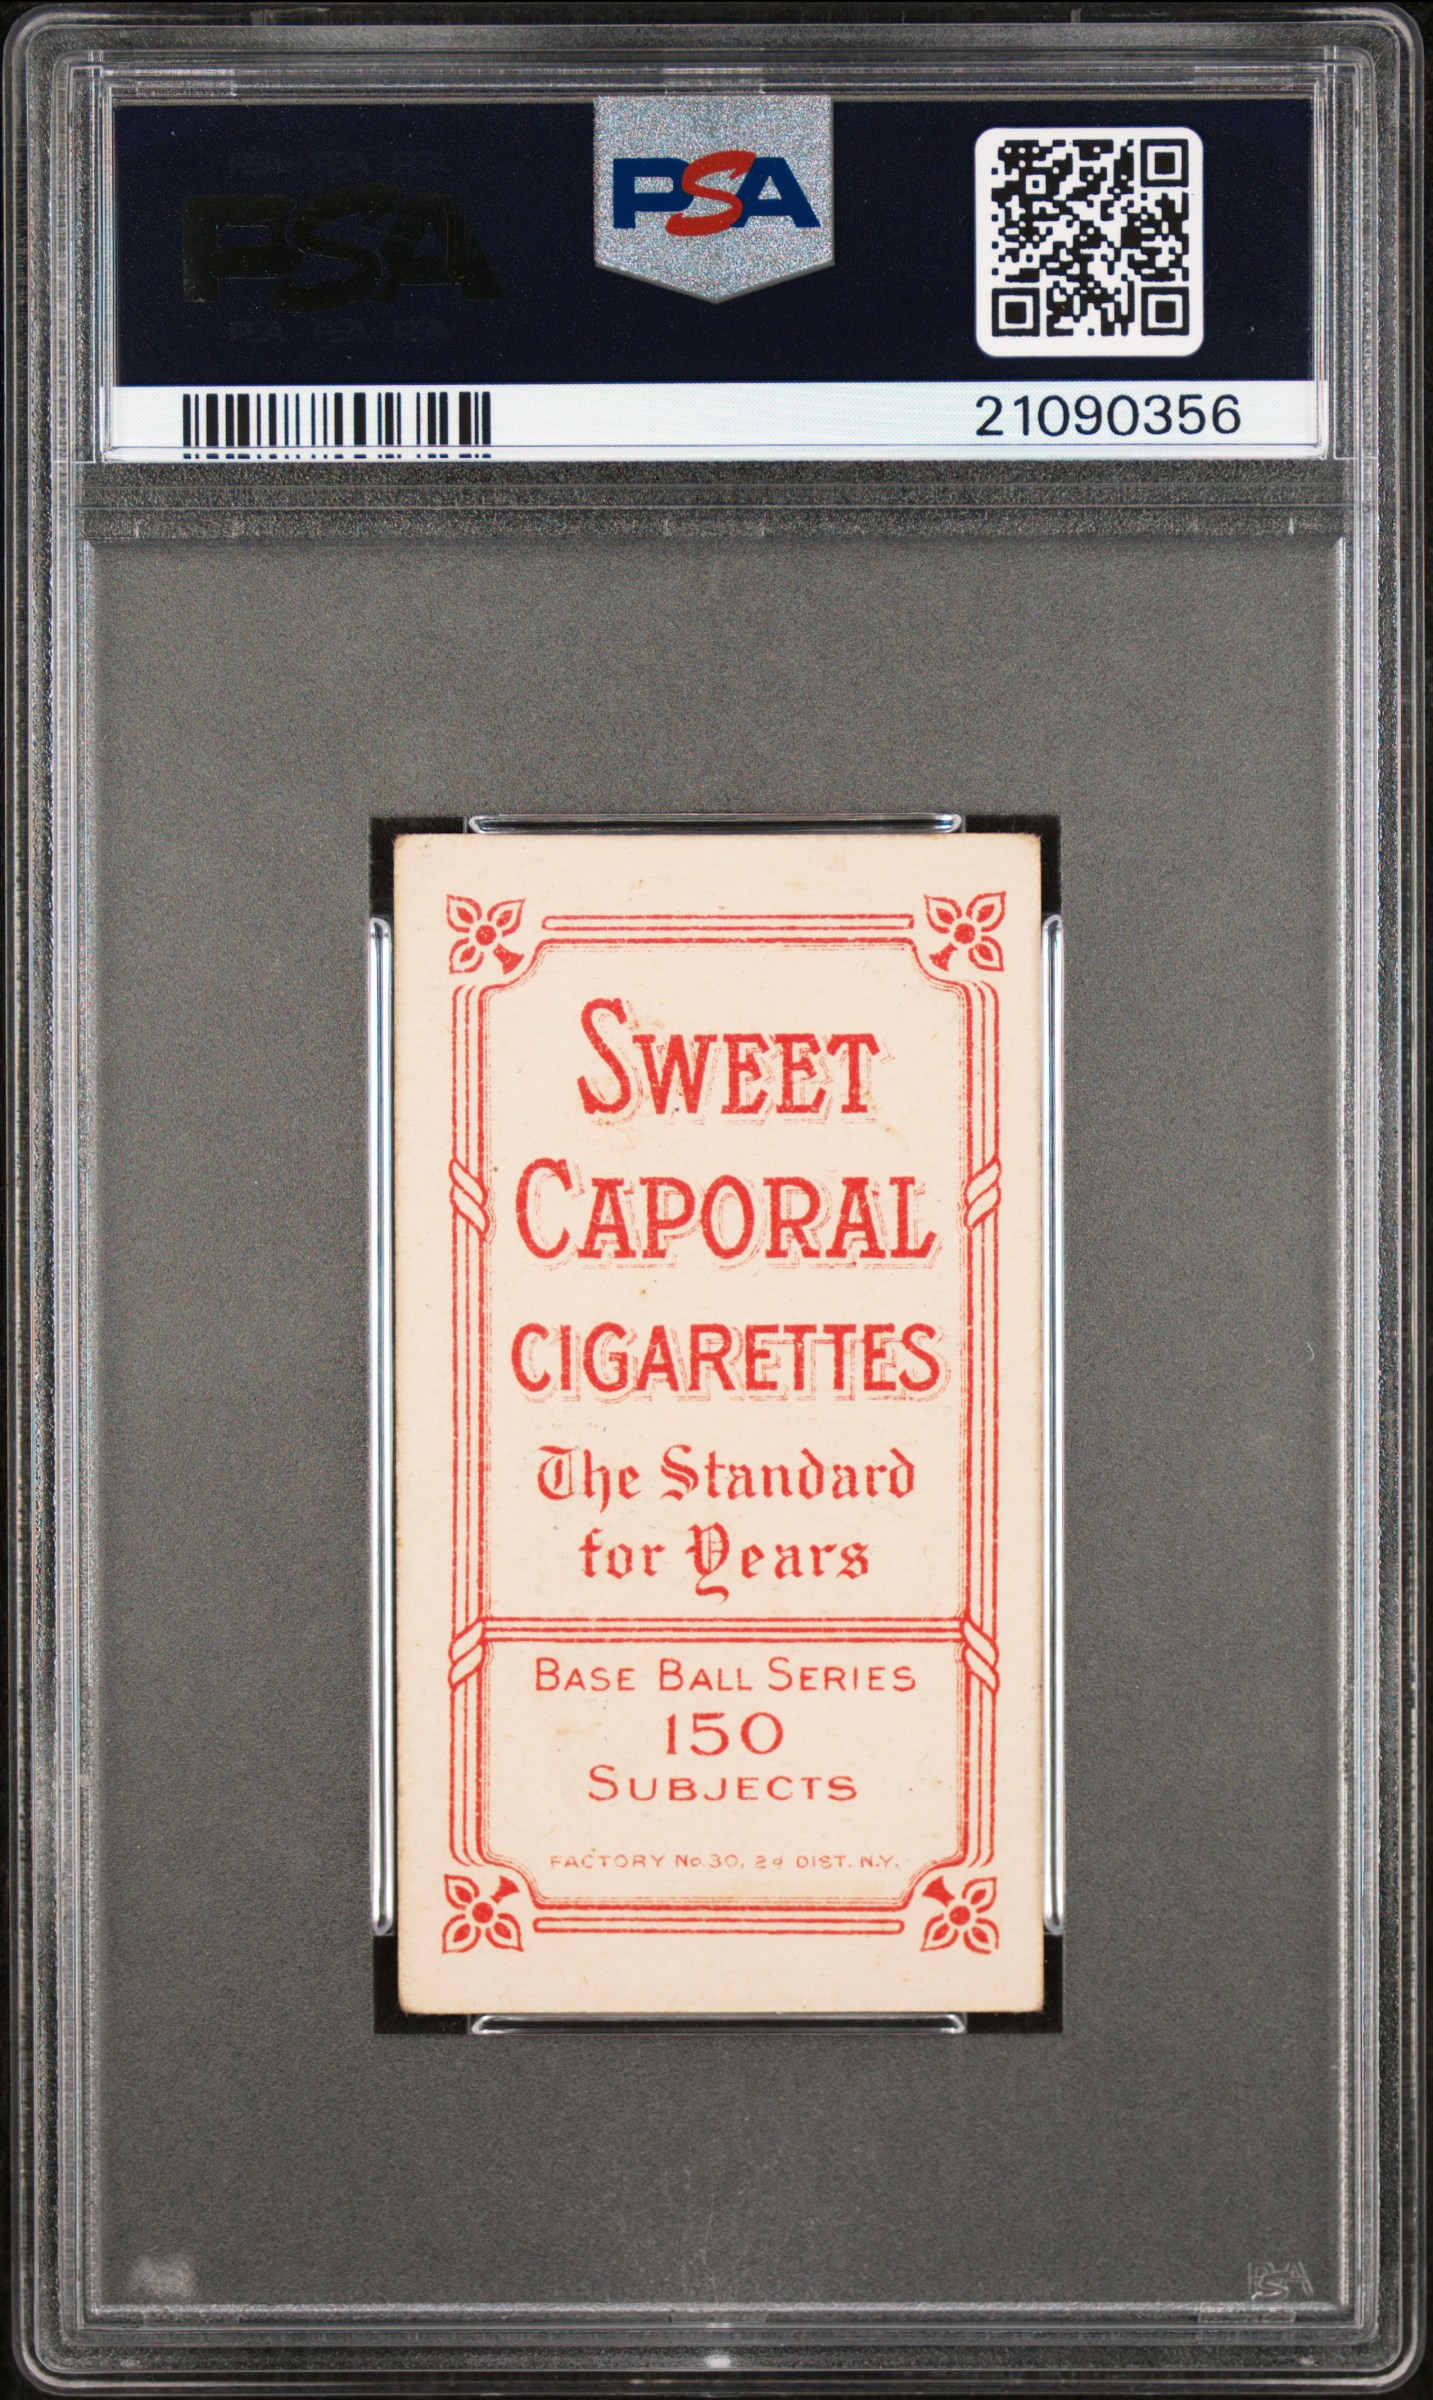 PSA
PSA
21090356
SWEET
CAPORAL
CIGARETTES
The Standard
for Years
BASE BALL SERIES
150
SUBJECTS
FACTORY No 30, 2d DIST. N.Y.
PSA